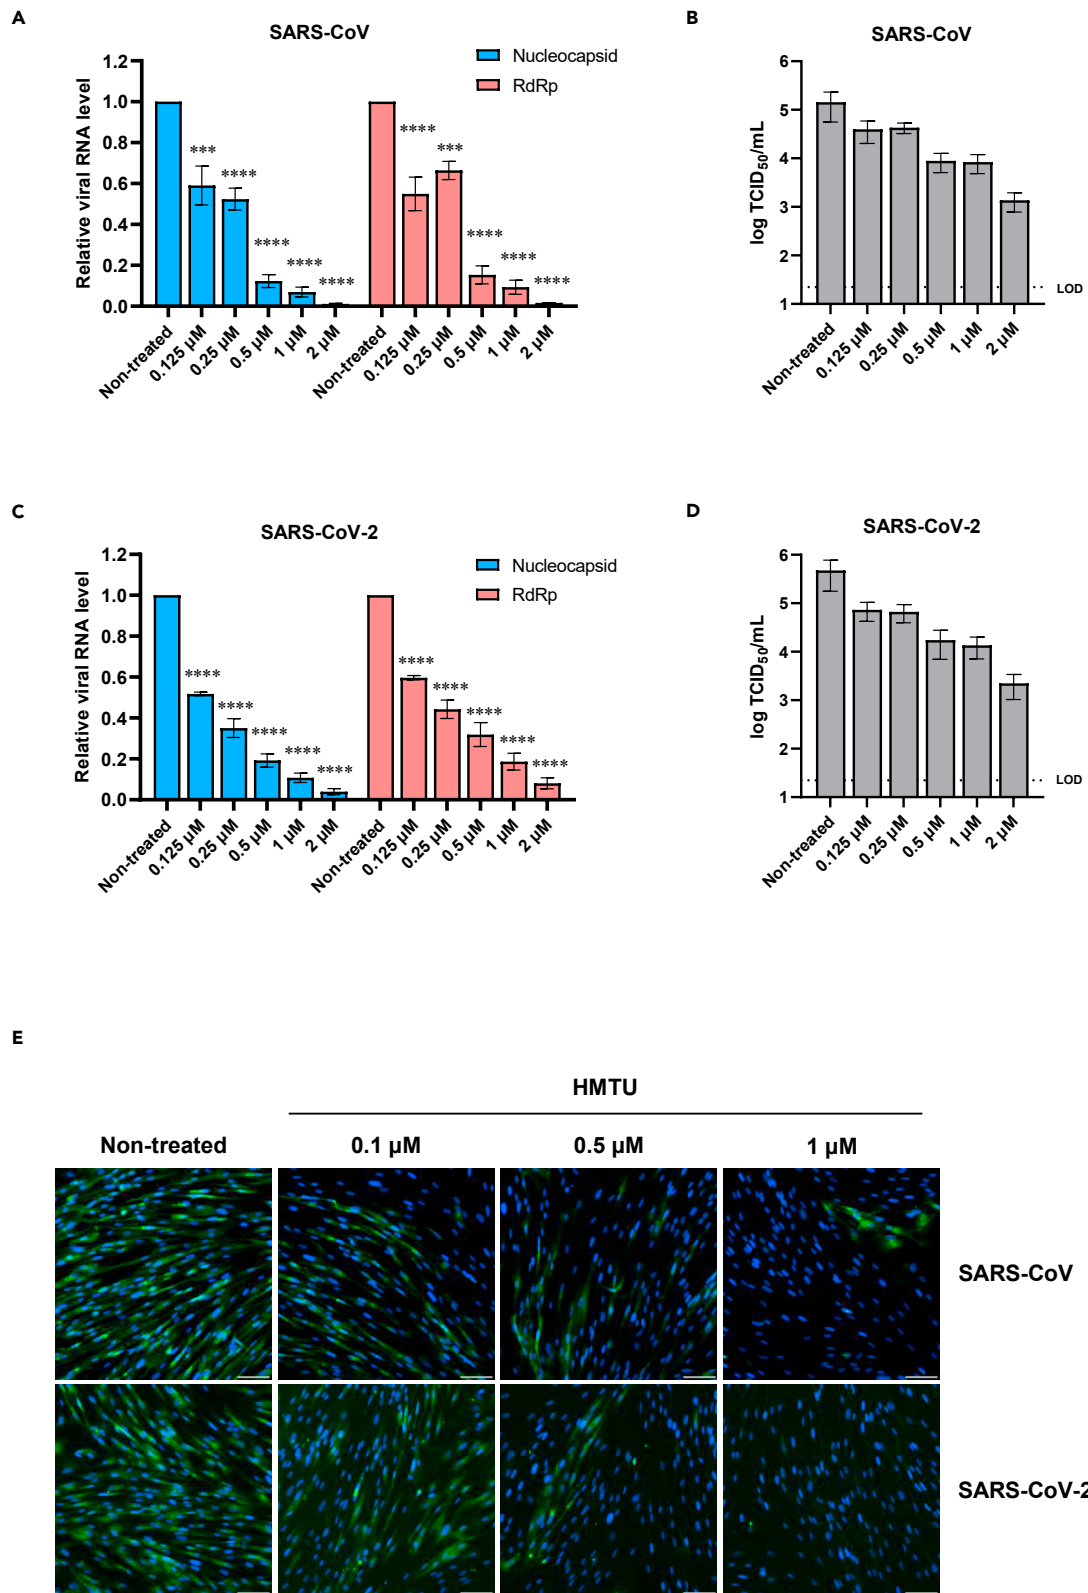 A
SARS-CoV
Nucleocapsid
RdRp
Relative viral RNA level
1.2
1.0
0.8
0.6
0.4
0.2
0.0
*** **** **** **** ****
**** *** **** **** ****
Non-treated 0.125 µM 0.25 µM 0.5 µM 1 µM 2 µM
Non-treated 0.125 µM 0.25 µM 0.5 µM 1 µM 2 µM
B
SARS-CoV
log TCID50/mL
6
5
4
3
2
1
LOD
Non-treated 0.125 µM 0.25 µM 0.5 µM 1 µM 2 µM
C
SARS-CoV-2
Nucleocapsid
RdRp
Relative viral RNA level
1.2
1.0
0.8
0.6
0.4
0.2
0.0
**** **** **** **** ****
**** **** **** **** ****
Non-treated 0.125 µM 0.25 µM 0.5 µM 1 µM 2 µM
Non-treated 0.125 µM 0.25 µM 0.5 µM 1 µM 2 µM
D
SARS-CoV-2
log TCID50/mL
6
5
4
3
2
1
LOD
Non-treated 0.125 µM 0.25 µM 0.5 µM 1 µM 2 µM
E
HMTU
Non-treated 0.1 µM 0.5 µM 1 µM
SARS-CoV
SARS-CoV-2